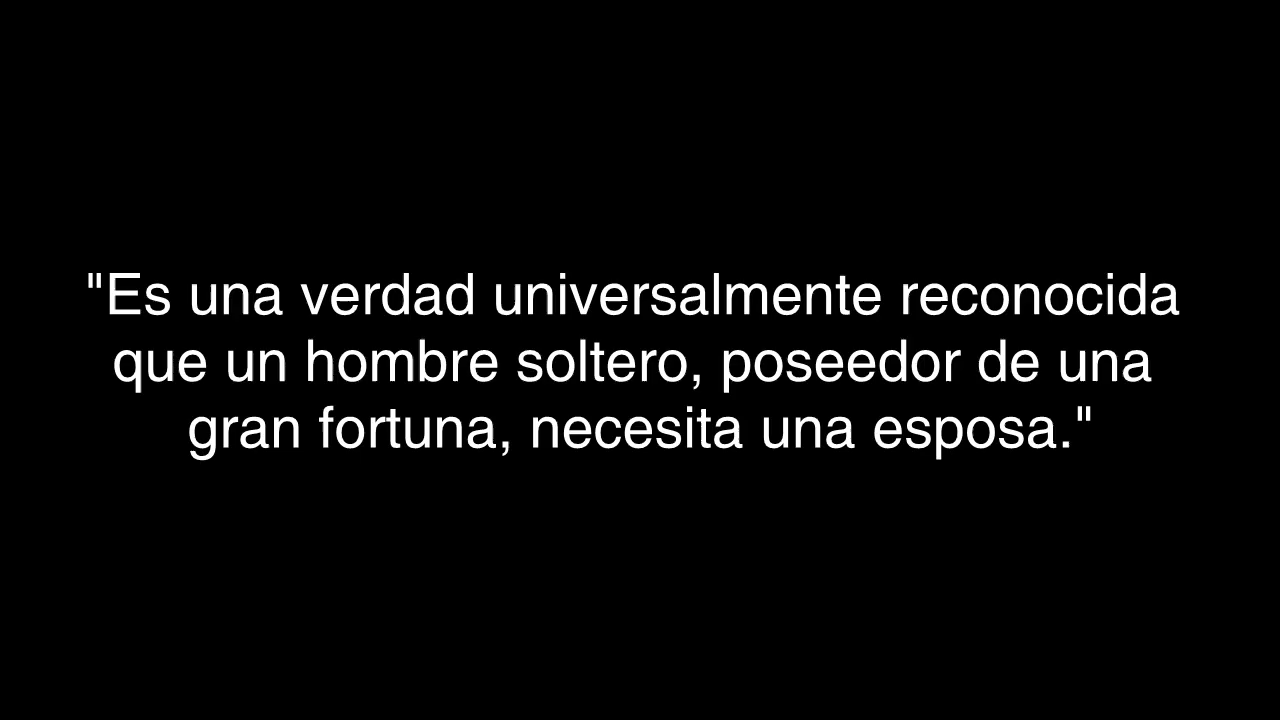 "Es una verdad universalmente reconocida
que un hombre soltero, poseedor de una
gran fortuna, necesita una esposa."